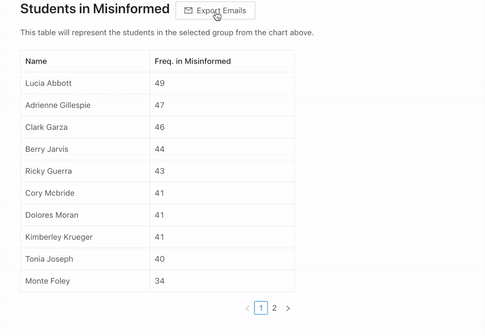 Students in Misinformed Export Emails
This table will represent the students in the selected group from the chart above.
Name Freq. in Misinformed
Lucia Abbott 49
Adrienne Gillespie 47
Clark Garza 46
Berry Jarvis 44
Ricky Guerra 43
Cory Mcbride 41
Dolores Moran 41
Kimberley Krueger 41
Tonia Joseph 40
Monte Foley 34
1 2